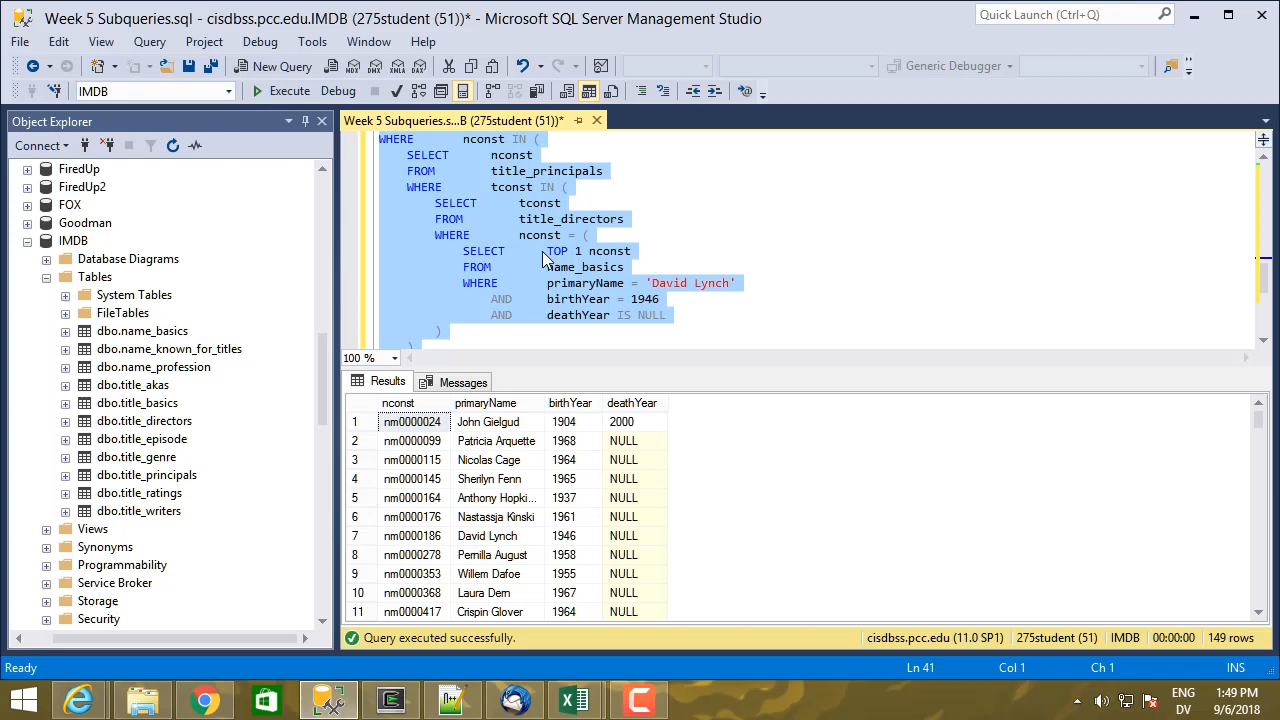 Week 5 Subqueries.sql - cisdbss.pcc.edu.IMDB (275student (51))* - Microsoft SQL Server Management Studio
Quick Launch (Ctrl+Q)
File Edit View Query Project Debug Tools Window Help
New Query
Generic Debugger
IMDB
Execute Debug
Object Explorer
Connect
FiredUp
FiredUp2
FOX
Goodman
IMDB
Database Diagrams
Tables
System Tables
FileTables
dbo.name_basics
dbo.name_known_for_titles
dbo.name_profession
dbo.title_akas
dbo.title_basics
dbo.title_directors
dbo.title_episode
dbo.title_genre
dbo.title_principals
dbo.title_ratings
dbo.title_writers
Views
Synonyms
Programmability
Service Broker
Storage
Security
Week 5 Subqueries.s...B (275student (51))*
WHERE nconst IN (
SELECT nconst
FROM title_principals
WHERE tconst IN (
SELECT tconst
FROM title_directors
WHERE nconst = (
SELECT TOP 1 nconst
FROM name_basics
WHERE primaryName = 'David Lynch'
AND birthYear = 1946
AND deathYear IS NULL
)
)
100 %
Results Messages
nconst primaryName birthYear deathYear
1 nm0000024 John Gielgud 1904 2000
2 nm0000099 Patricia Arquette 1968 NULL
3 nm0000115 Nicolas Cage 1964 NULL
4 nm0000145 Sherilyn Fenn 1965 NULL
5 nm0000164 Anthony Hopki... 1937 NULL
6 nm0000176 Nastassja Kinski 1961 NULL
7 nm0000186 David Lynch 1946 NULL
8 nm0000278 Pernilla August 1958 NULL
9 nm0000353 Willem Dafoe 1955 NULL
10 nm0000368 Laura Dern 1967 NULL
11 nm0000417 Crispin Glover 1964 NULL
Query executed successfully.
cisdbss.pcc.edu (11.0 SP1) 275student (51) IMDB 00:00:00 149 rows
Ready Ln 41 Col 1 Ch 1 INS
ENG 1:49 PM
DV 9/6/2018